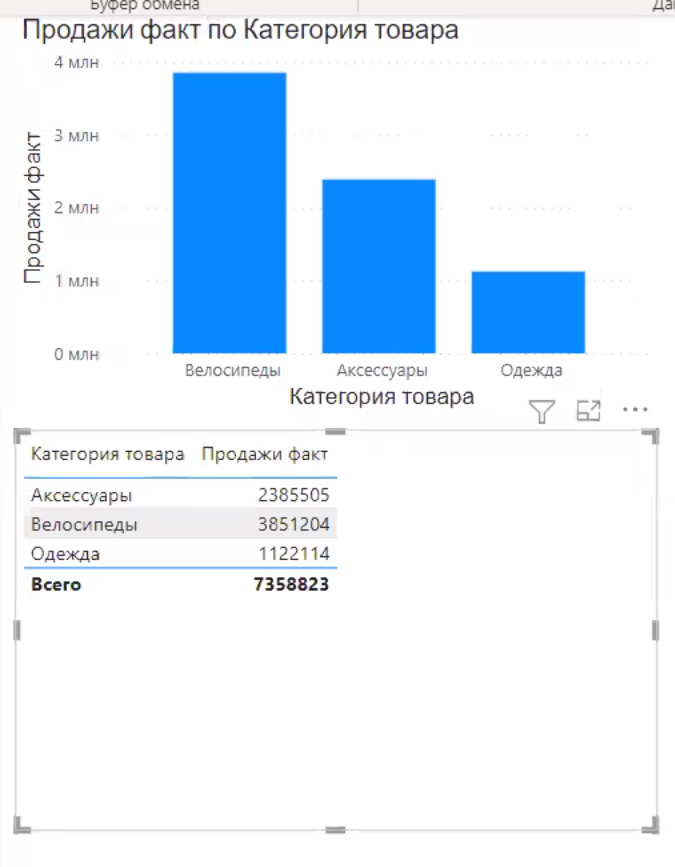 Буфер обмена
Продажи факт по Категория товара
4 млн
3 млн
2 млн
1 млн
0 млн
Продажи факт
Велосипеды Аксессуары Одежда
Категория товара
Категория товара Продажи факт
Аксессуары 2385505
Велосипеды 3851204
Одежда 1122114
Всего 7358823